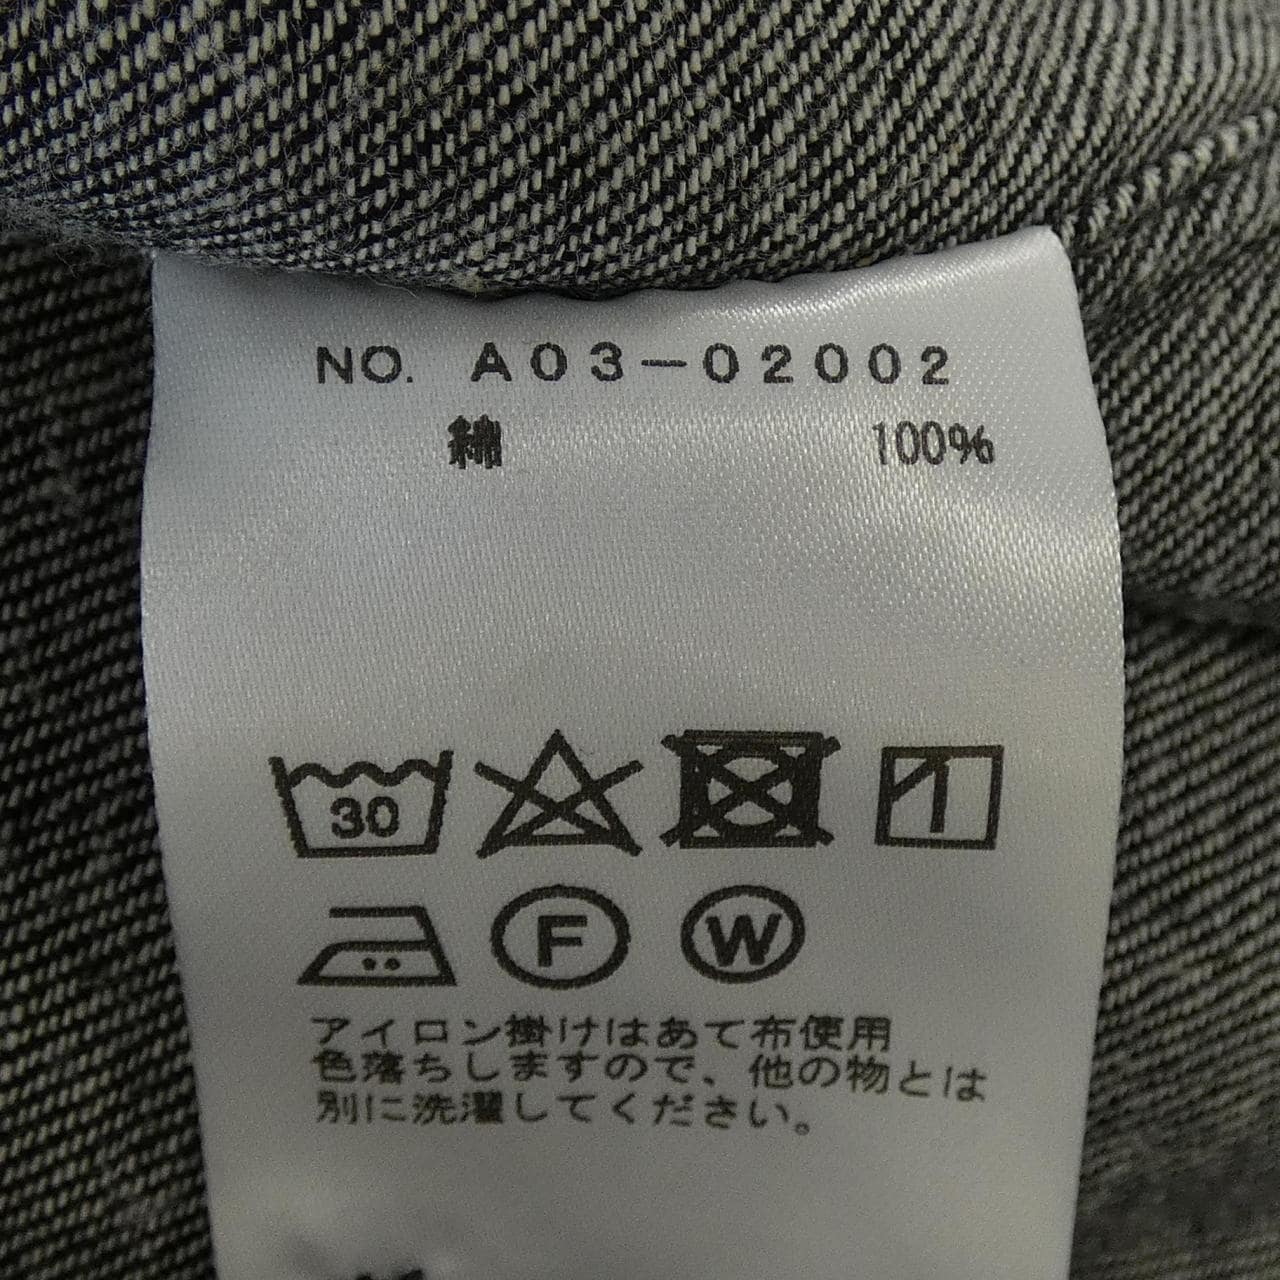 NO. A03-02002
綿 100%
30
F W
アイロン掛けはあて布使用
色落ちしますので、他の物とは
別に洗濯してください。